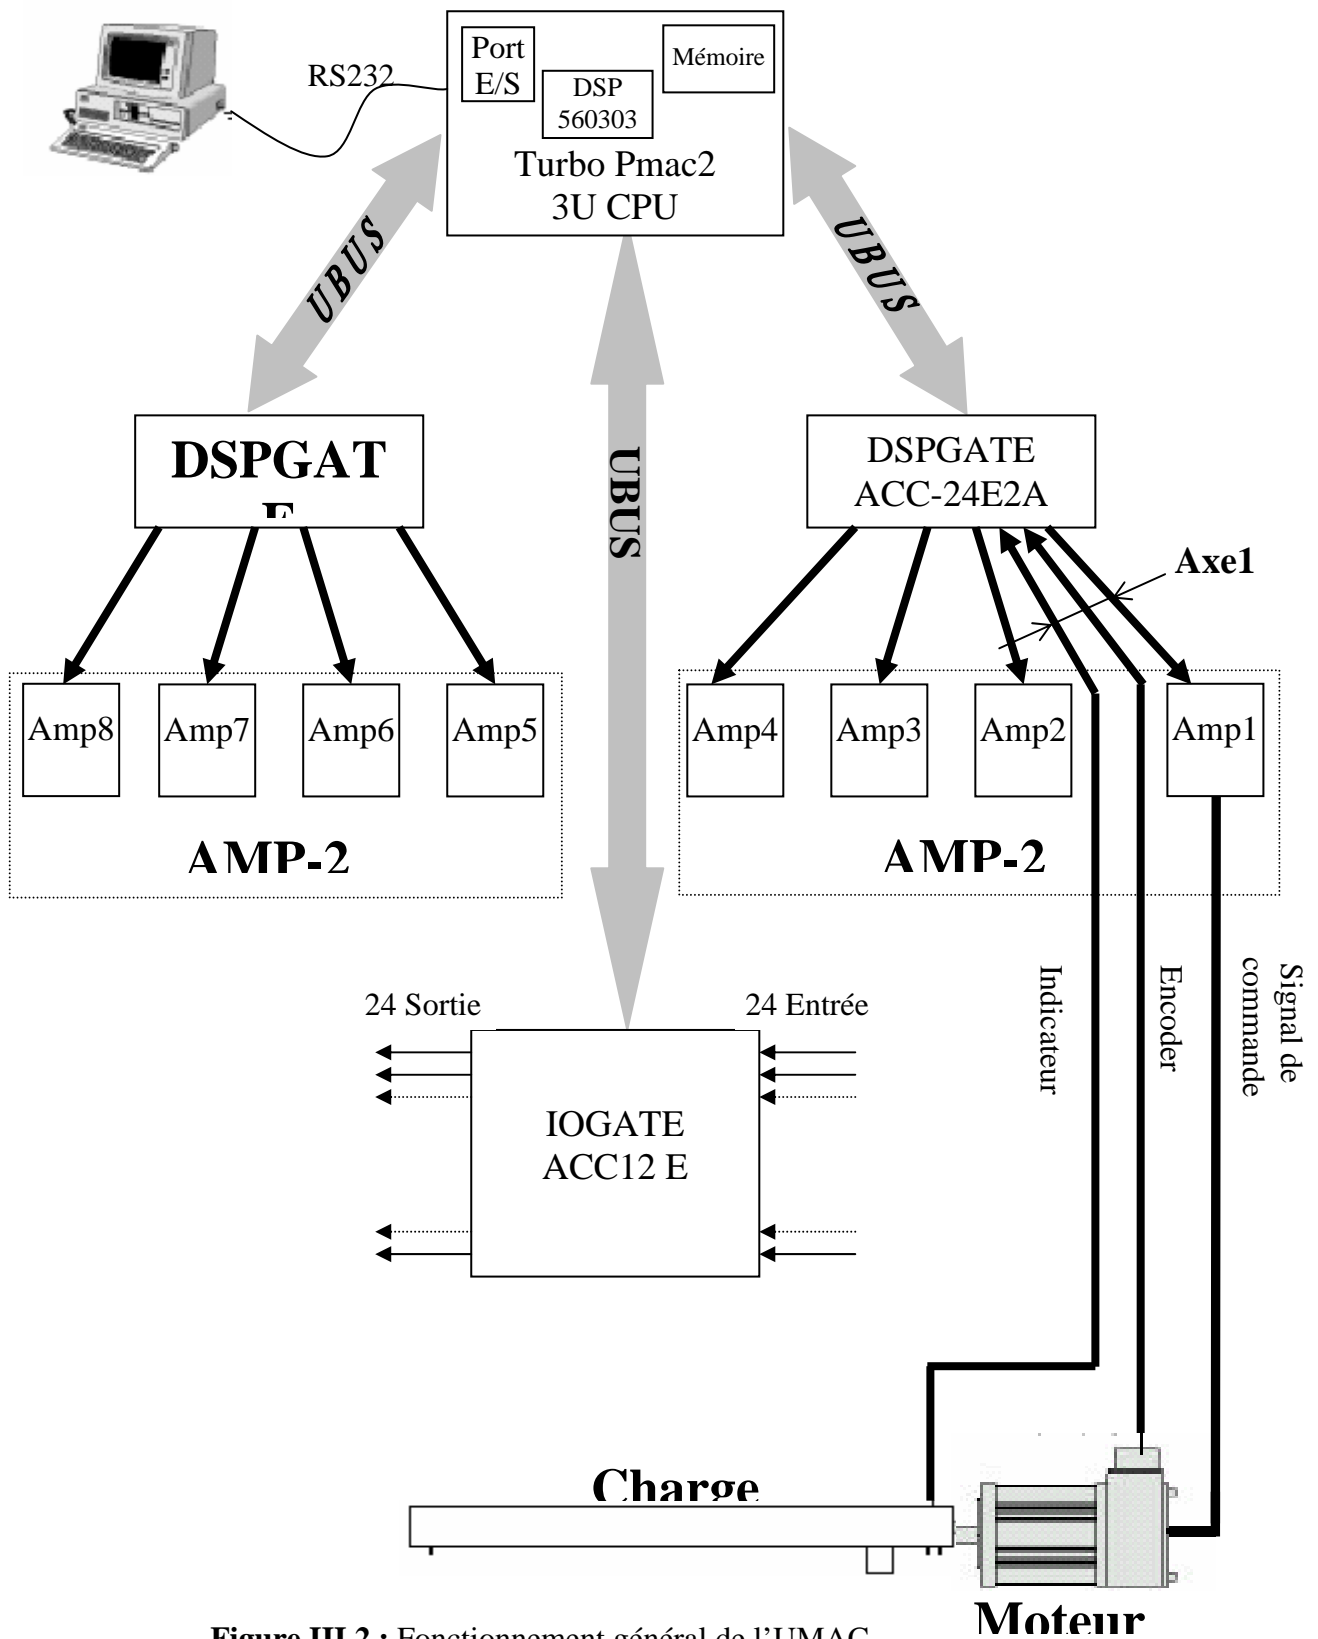 Port
E/S
Mémoire
RS232
DSP
560303
Turbo Pmac2
3U CPU
UBUS
UBUS
DSPGAT
E
DSPGATE
ACC-24E2A
UBUS
Axe1
Amp8
Amp7
Amp6
Amp5
Amp4
Amp3
Amp2
Amp1
AMP-2
AMP-2
Indicateur
Encoder
Signal de
commande
24 Sortie
24 Entrée
IOGATE
ACC12 E
Charge
Moteur
Figure III.2 : Fonctionnement général de l'UMAC